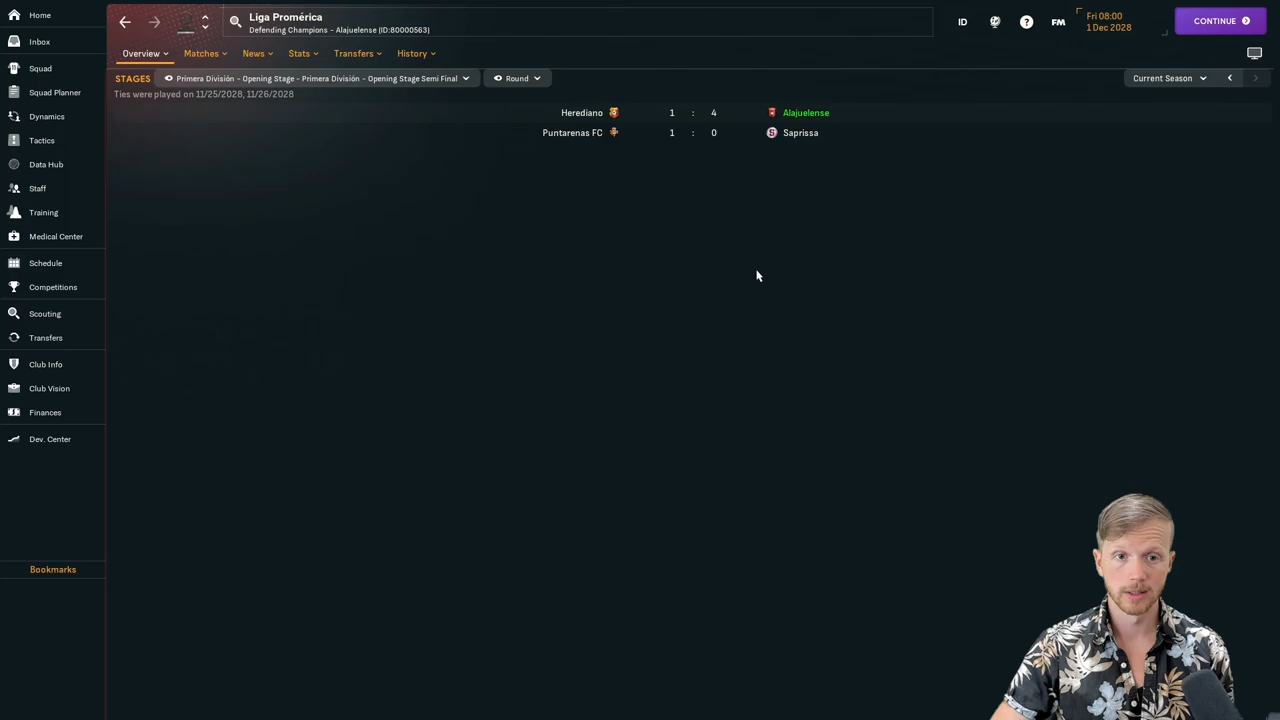 Home
Inbox
Squad
Squad Planner
Dynamics
Tactics
Data Hub
Staff
Training
Medical Center
Schedule
Competitions
Scouting
Transfers
Club Info
Club Vision
Finances
Dev. Center
Bookmarks
Liga Promérica
Defending Champions - Alajuelense (ID:80000563)
ID
?
FM
Fri 08:00
1 Dec 2028
CONTINUE
Overview
Matches
News
Stats
Transfers
History
STAGES
Primera División - Opening Stage - Primera División - Opening Stage Semi Final
Round
Current Season
Ties were played on 11/25/2028, 11/26/2028
Herediano 1 : 4 Alajuelense
Puntarenas FC 1 : 0 S Saprissa